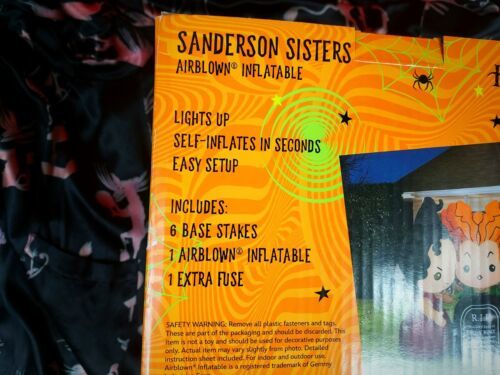 SANDERSON SISTERS
AIRBLOWN® INFLATABLE
LIGHTS UP
SELF-INFLATES IN SECONDS
EASY SETUP
INCLUDES:
6 BASE STAKES
1 AIRBLOWN® INFLATABLE
1 EXTRA FUSE
SAFETY WARNING: Remove all plastic fasteners and tags.
These are part of the packaging and should be discarded. This
item is not a toy and should be used for decorative purposes
only. Actual item may vary slightly from photo. Detailed
instruction sheet included. For indoor and outdoor use.
Airblown® Inflatable is a registered trademark of Gemmy
R.I.P